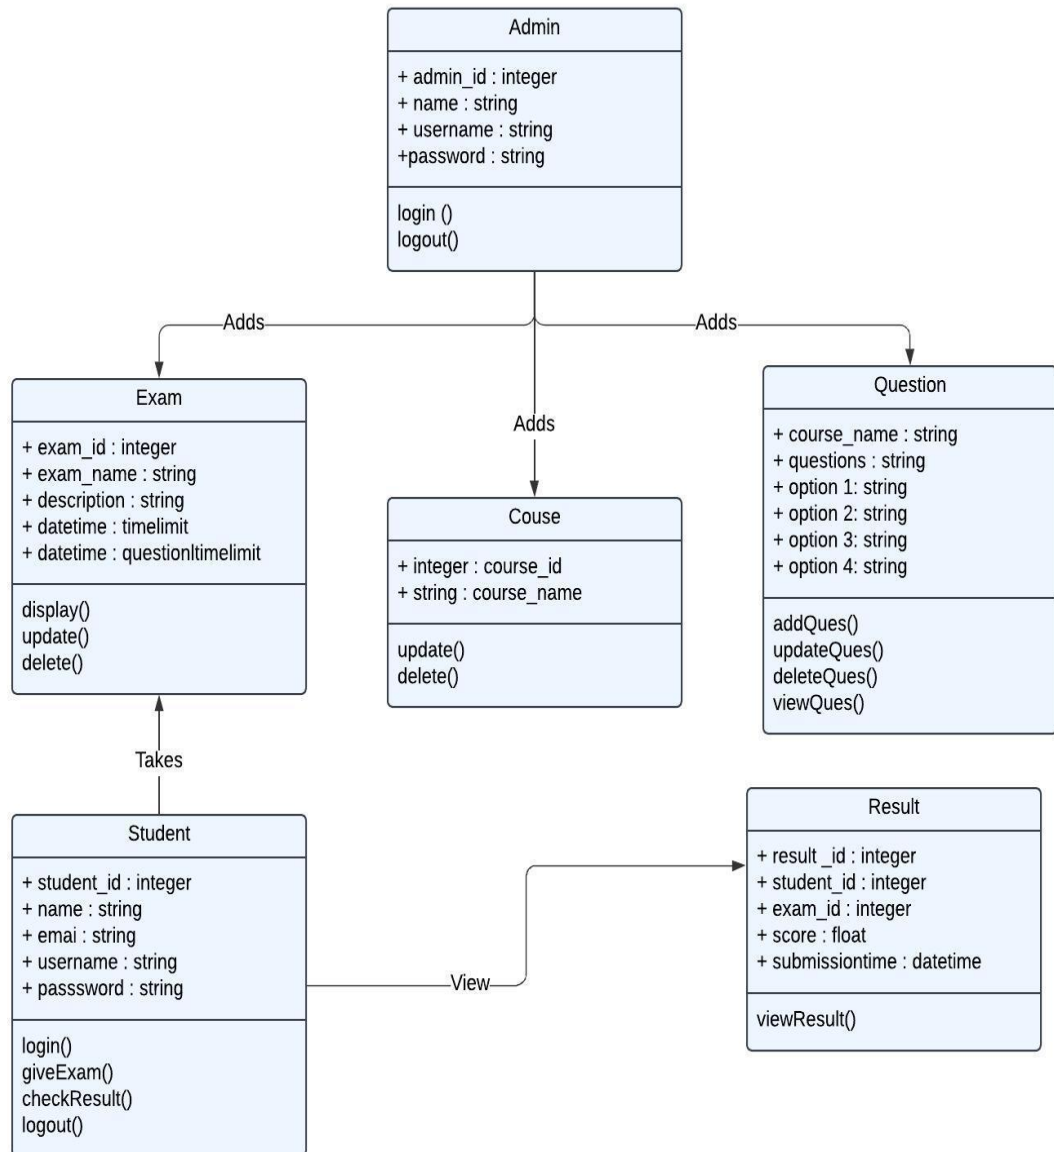 Admin
+ admin_id : integer
+ name : string
+ username : string
+password : string
login ()
logout()
Adds
Adds
Adds
Exam
+ exam_id : integer
+ exam_name : string
+ description : string
+ datetime : timelimit
+ datetime : questionltimelimit
display()
update()
delete()
Couse
+ integer : course_id
+ string : course_name
update()
delete()
Question
+ course_name : string
+ questions : string
+ option 1: string
+ option 2: string
+ option 3: string
+ option 4: string
addQues()
updateQues()
deleteQues()
viewQues()
Takes
Student
+ student_id : integer
+ name : string
+ emai : string
+ username : string
+ passsword : string
login()
giveExam()
checkResult()
logout()
View
Result
+ result _id : integer
+ student_id : integer
+ exam_id : integer
+ score : float
+ submissiontime : datetime
viewResult()